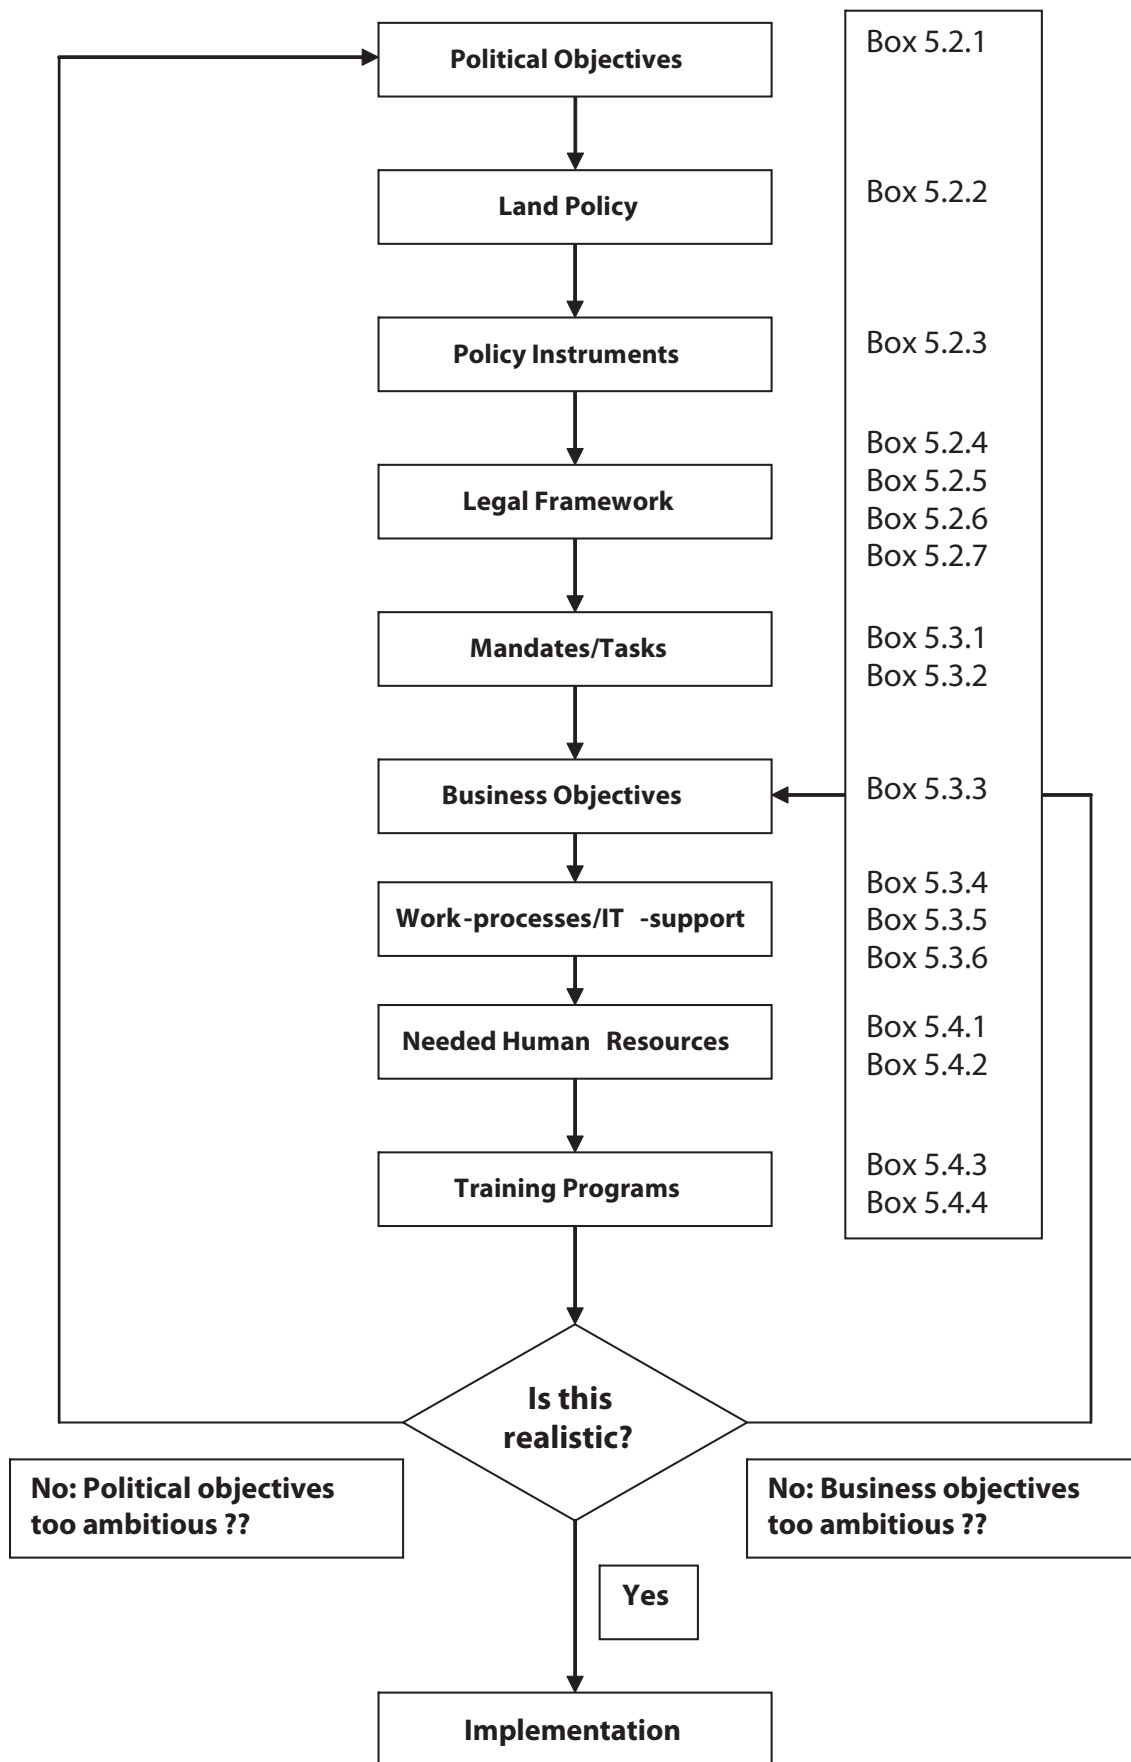 Political Objectives
Land Policy
Policy Instruments
Legal Framework
Mandates/Tasks
Business Objectives
Work-processes/IT -support
Needed Human Resources
Training Programs
Box 5.2.1
Box 5.2.2
Box 5.2.3
Box 5.2.4
Box 5.2.5
Box 5.2.6
Box 5.2.7
Box 5.3.1
Box 5.3.2
Box 5.3.3
Box 5.3.4
Box 5.3.5
Box 5.3.6
Box 5.4.1
Box 5.4.2
Box 5.4.3
Box 5.4.4
Is this
realistic?
No: Political objectives
too ambitious ??
No: Business objectives
too ambitious ??
Yes
Implementation